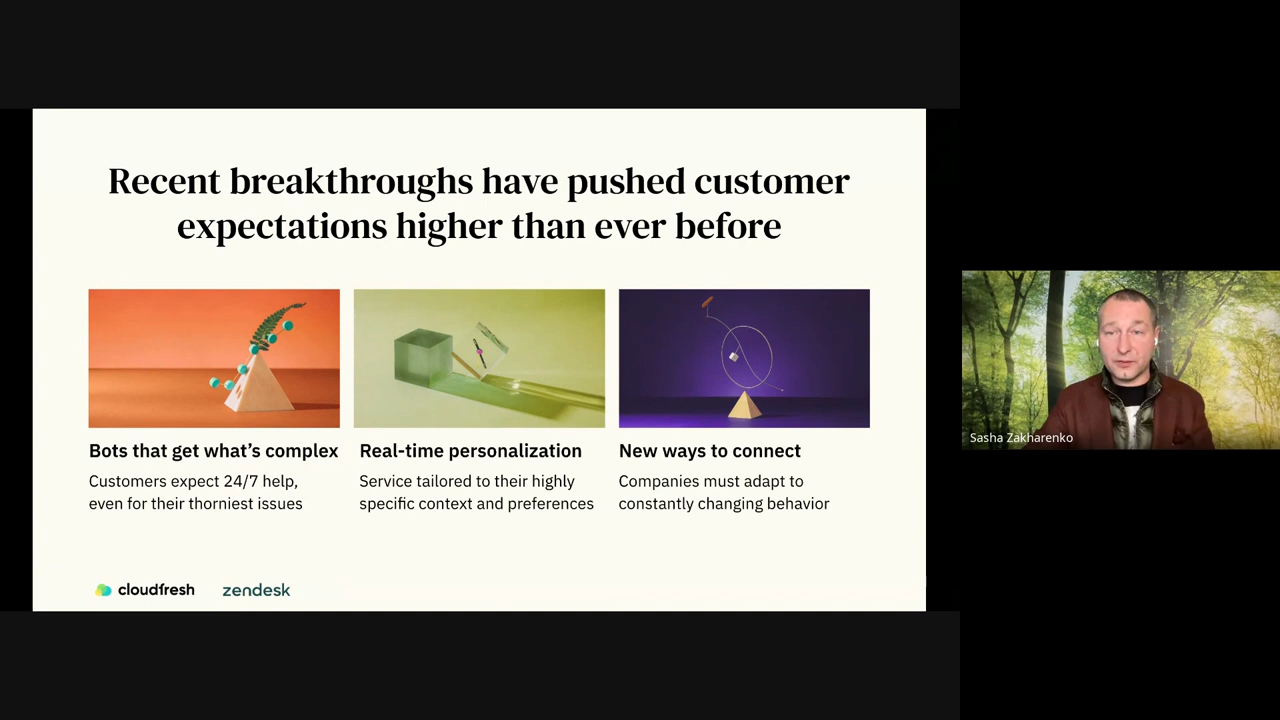 Recent breakthroughs have pushed customer
expectations higher than ever before
Bots that get what’s complex
Customers expect 24/7 help,
even for their thorniest issues
Real-time personalization
Service tailored to their highly
specific context and preferences
New ways to connect
Companies must adapt to
constantly changing behavior
cloudfresh
zendesk
Sasha Zakharenko